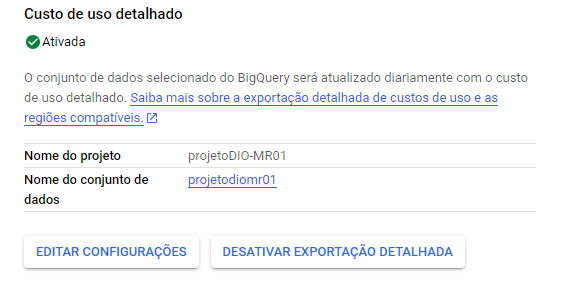 Custo de uso detalhado
Ativada
O conjunto de dados selecionado do BigQuery será atualizado diariamente com o custo
de uso detalhado. Saiba mais sobre a exportação detalhada de custos de uso e as
regiões compatíveis.
Nome do projeto projetoDIO-MR01
Nome do conjunto de projetodiomr01
dados
EDITAR CONFIGURAÇÕES DESATIVAR EXPORTAÇÃO DETALHADA